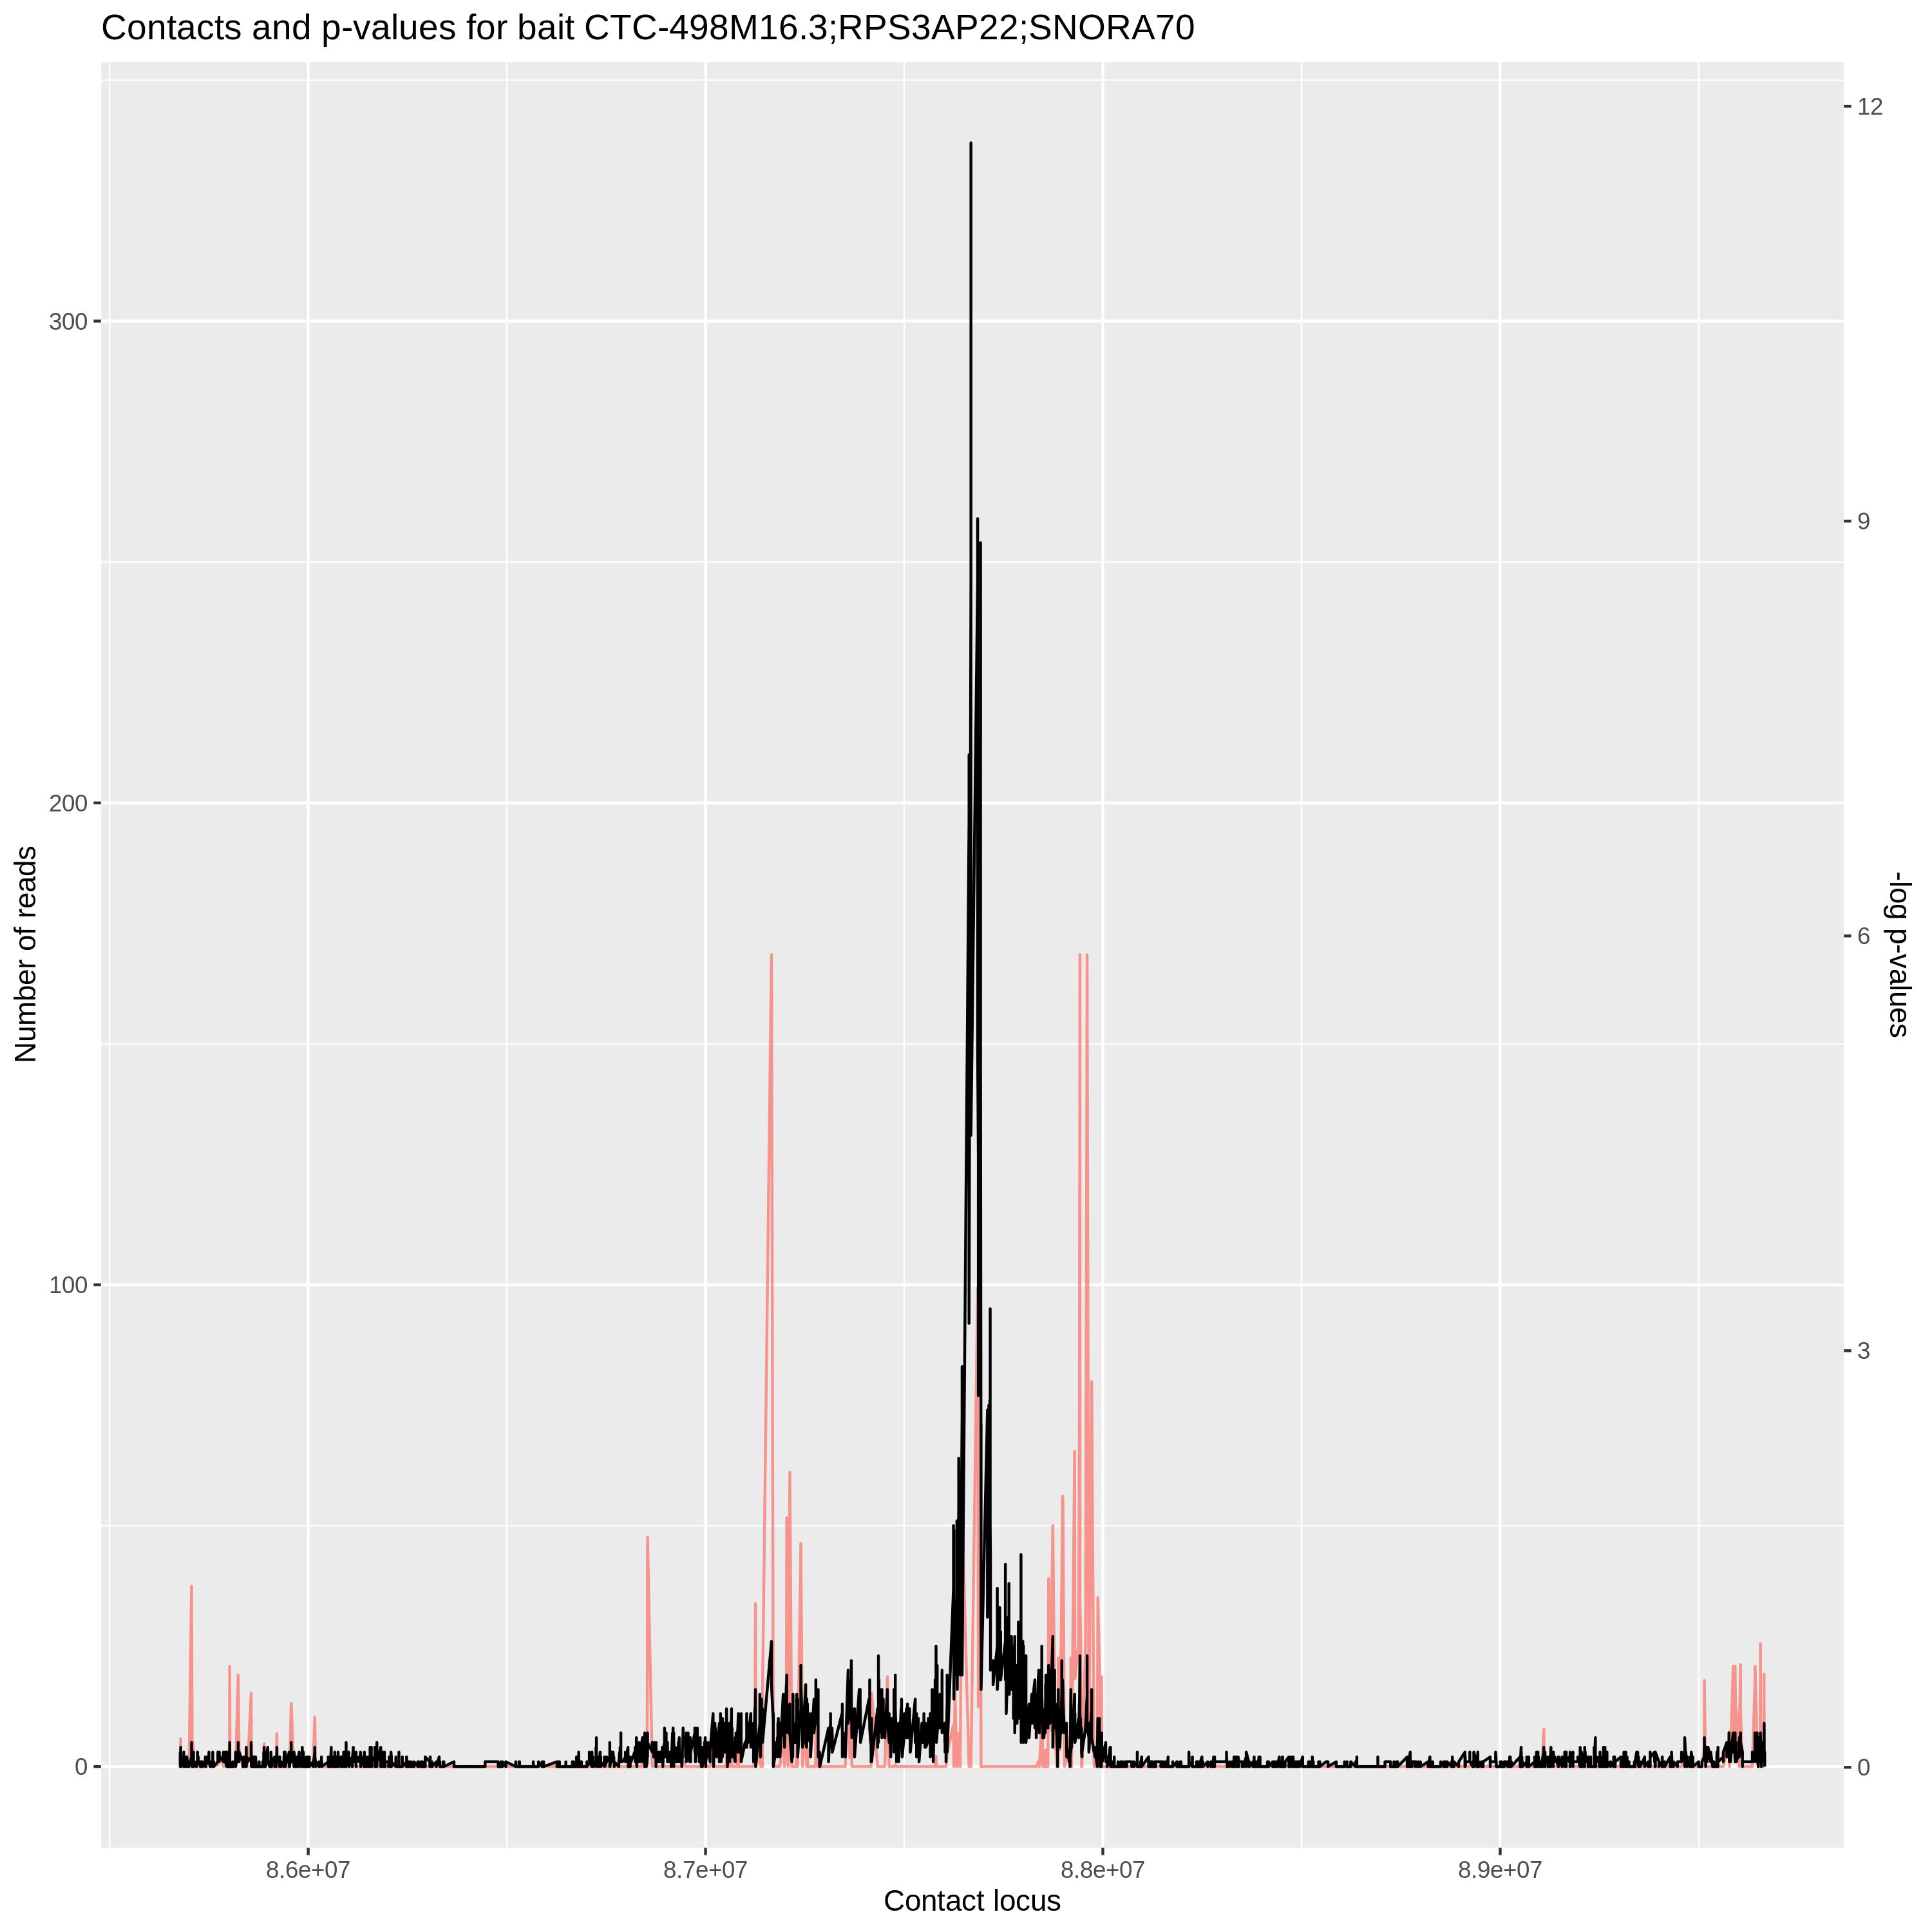 Contacts and p-values for bait CTC-498M16.3;RPS3AP22;SNORA70
12
300
9
200
Number of reads
-log p-values
6
100
3
0
0
8.6e+07
8.7e+07
8.8e+07
8.9e+07
Contact locus